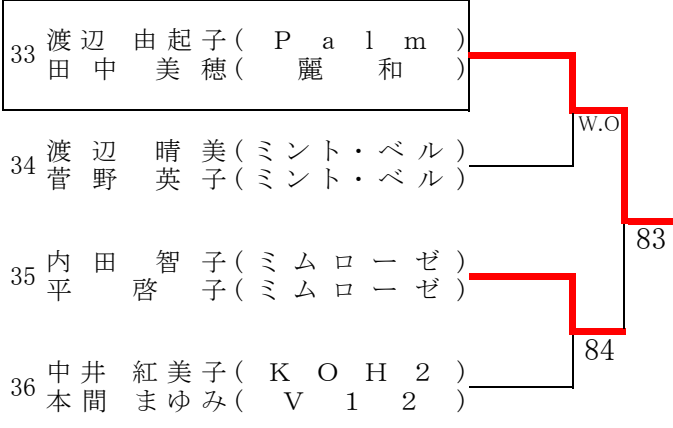 33 渡辺 由起子(Palm)
田中 美穂(麗和)
W.O
34 渡辺 晴美(ミント・ベル)
菅野 英子(ミント・ベル)
83
35 内田 智子(ミムローゼ)
平 啓子(ミムローゼ)
84
36 中井 紅美子(KOH2)
本間 まゆみ(V12)